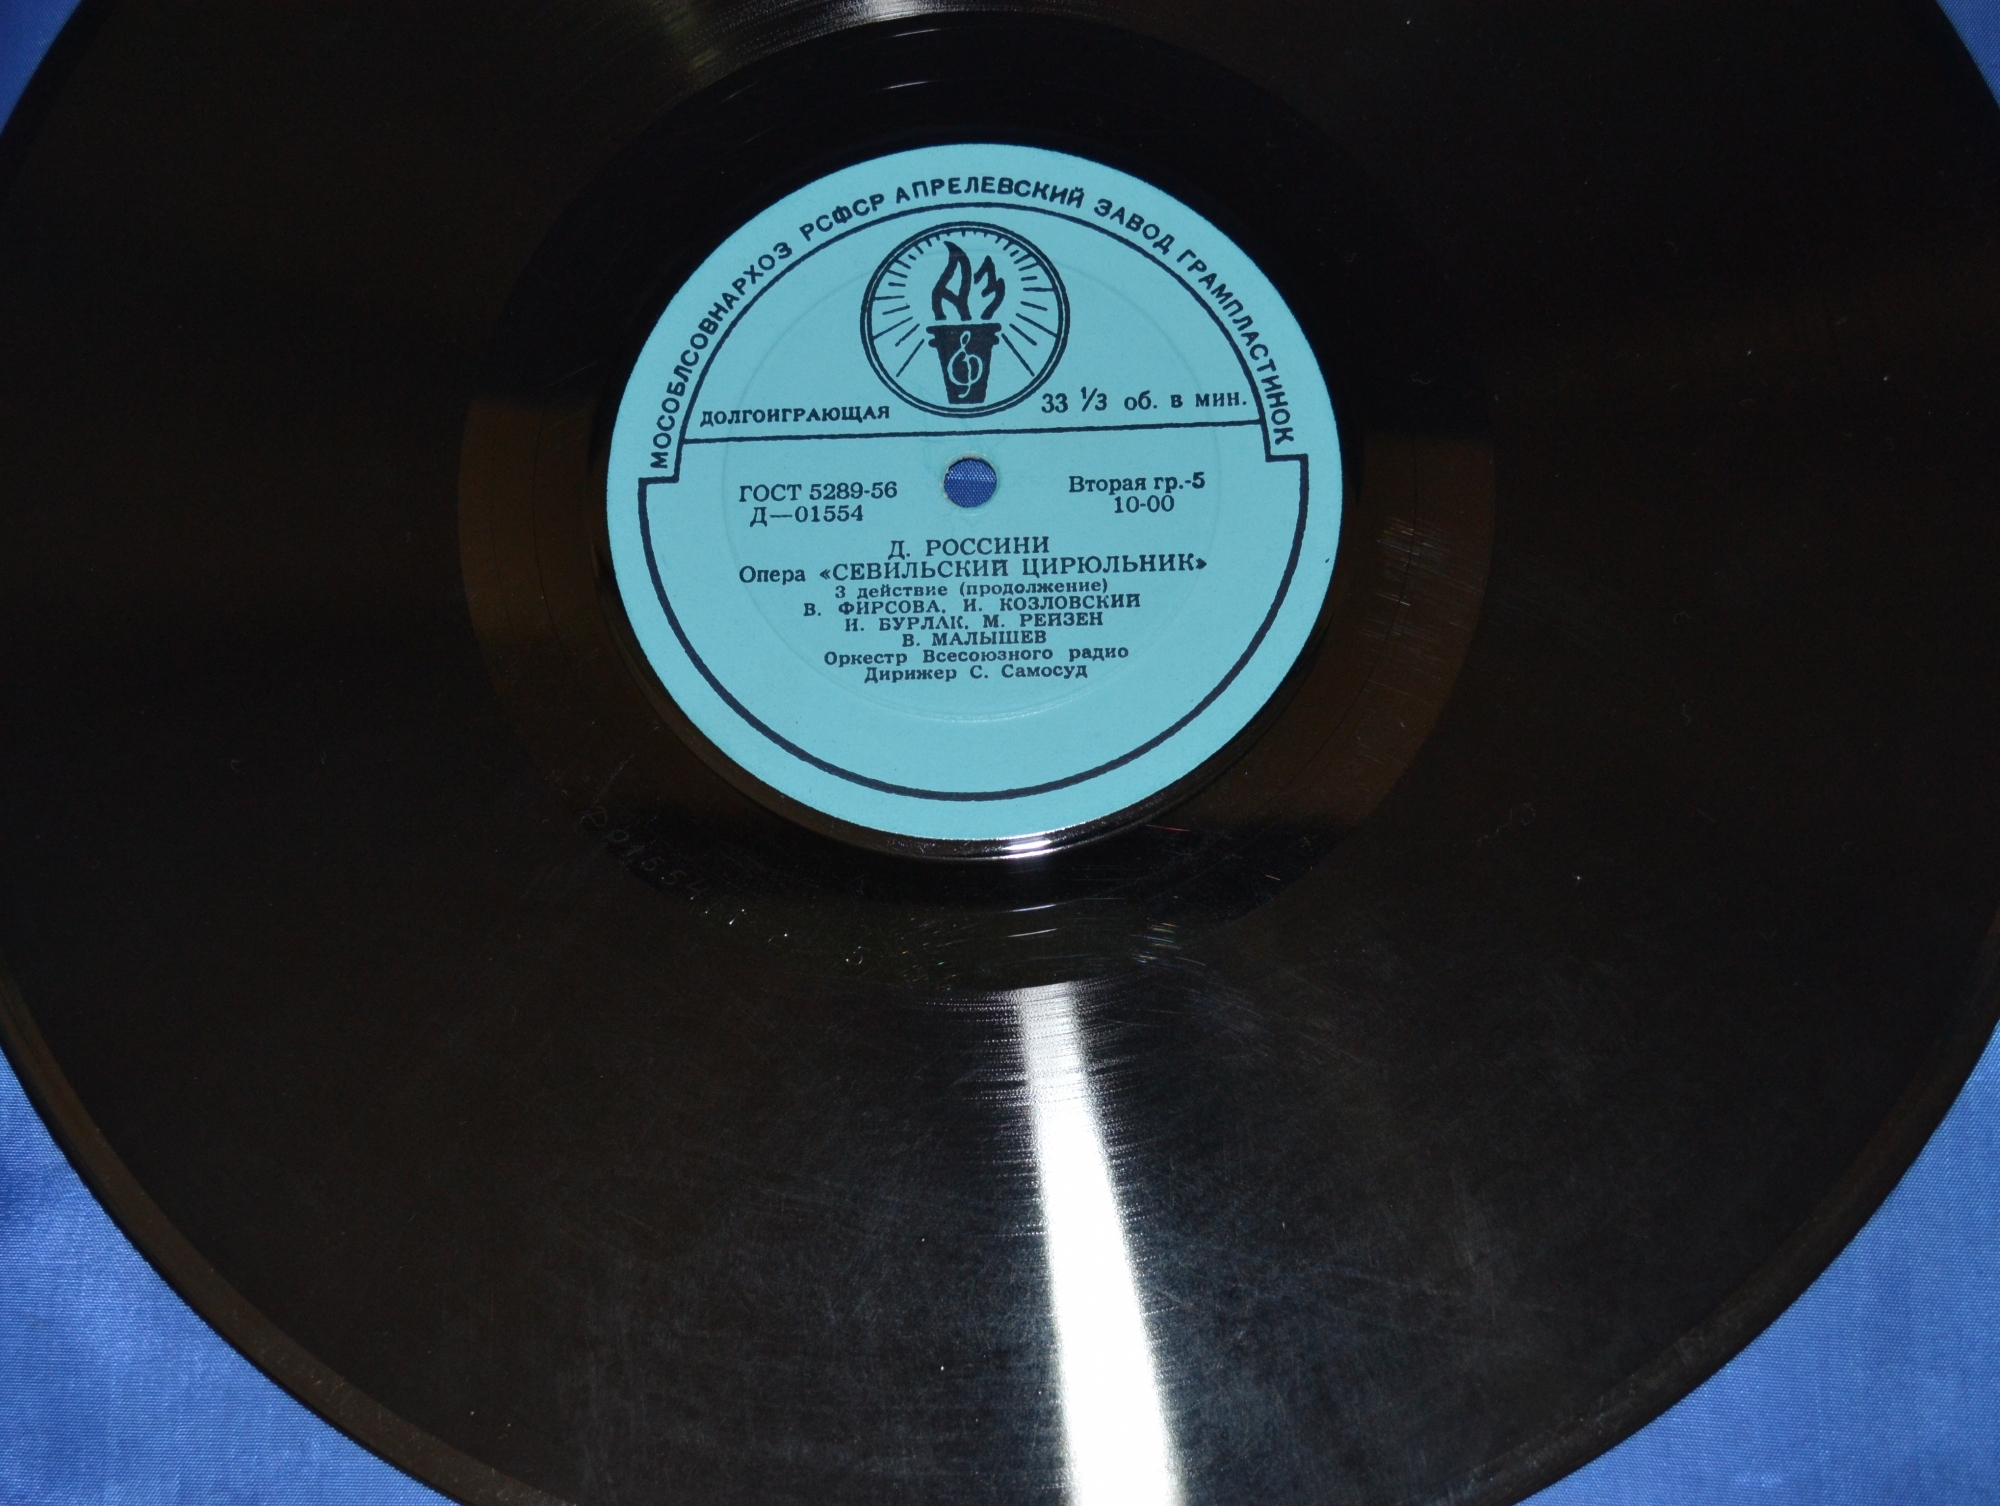 МОСОБЛСОВНАРХОЗ РСФСР АПРЕЛЕВСКИЙ ЗАВОД ГРАМПЛАСТИНОК
АЗ
ДОЛГОИГРАЮЩАЯ 33 1/3 об. в мин.
ГОСТ 5289-56 Вторая гр.-5
Д—01554 10-00
Д. РОССИНИ
Опера «СЕВИЛЬСКИЙ ЦИРЮЛЬНИК»
3 действие (продолжение)
В. ФИРСОВА, И. КОЗЛОВСКИЙ
И. БУРЛАК, М. РЕЙЗЕН
В. МАЛЫШЕВ
Оркестр Всесоюзного радио
Дирижер С. Самосуд